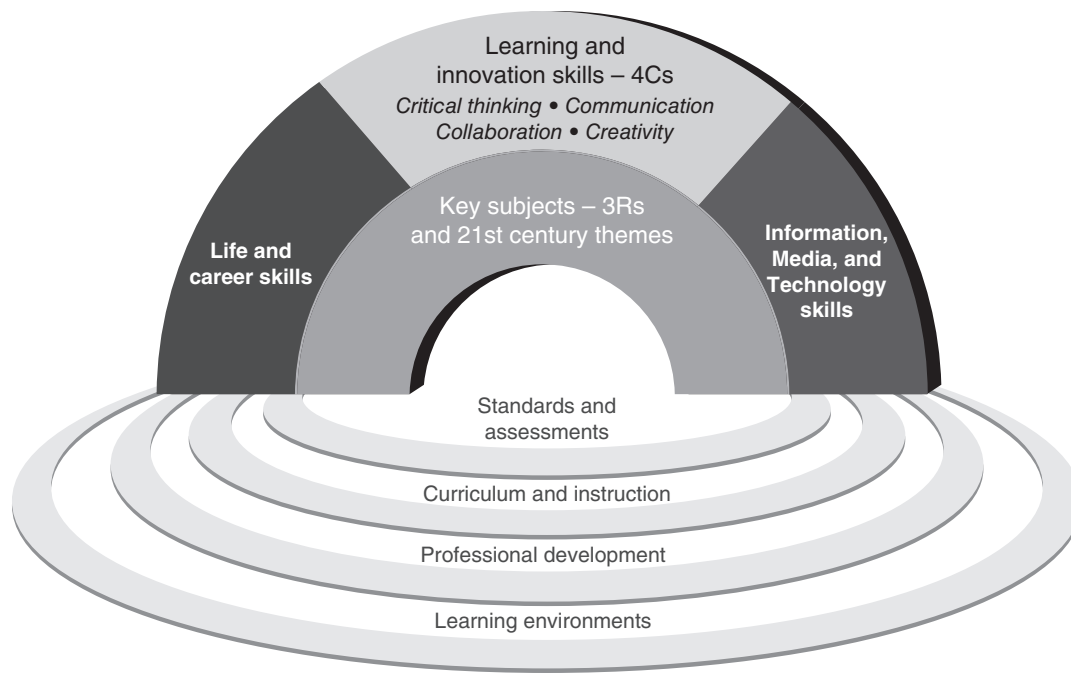 Learning and
innovation skills – 4Cs
Critical thinking • Communication
Collaboration • Creativity
Key subjects – 3Rs
and 21st century themes
Life and
career skills
Information,
Media, and
Technology
skills
Standards and
assessments
Curriculum and instruction
Professional development
Learning environments